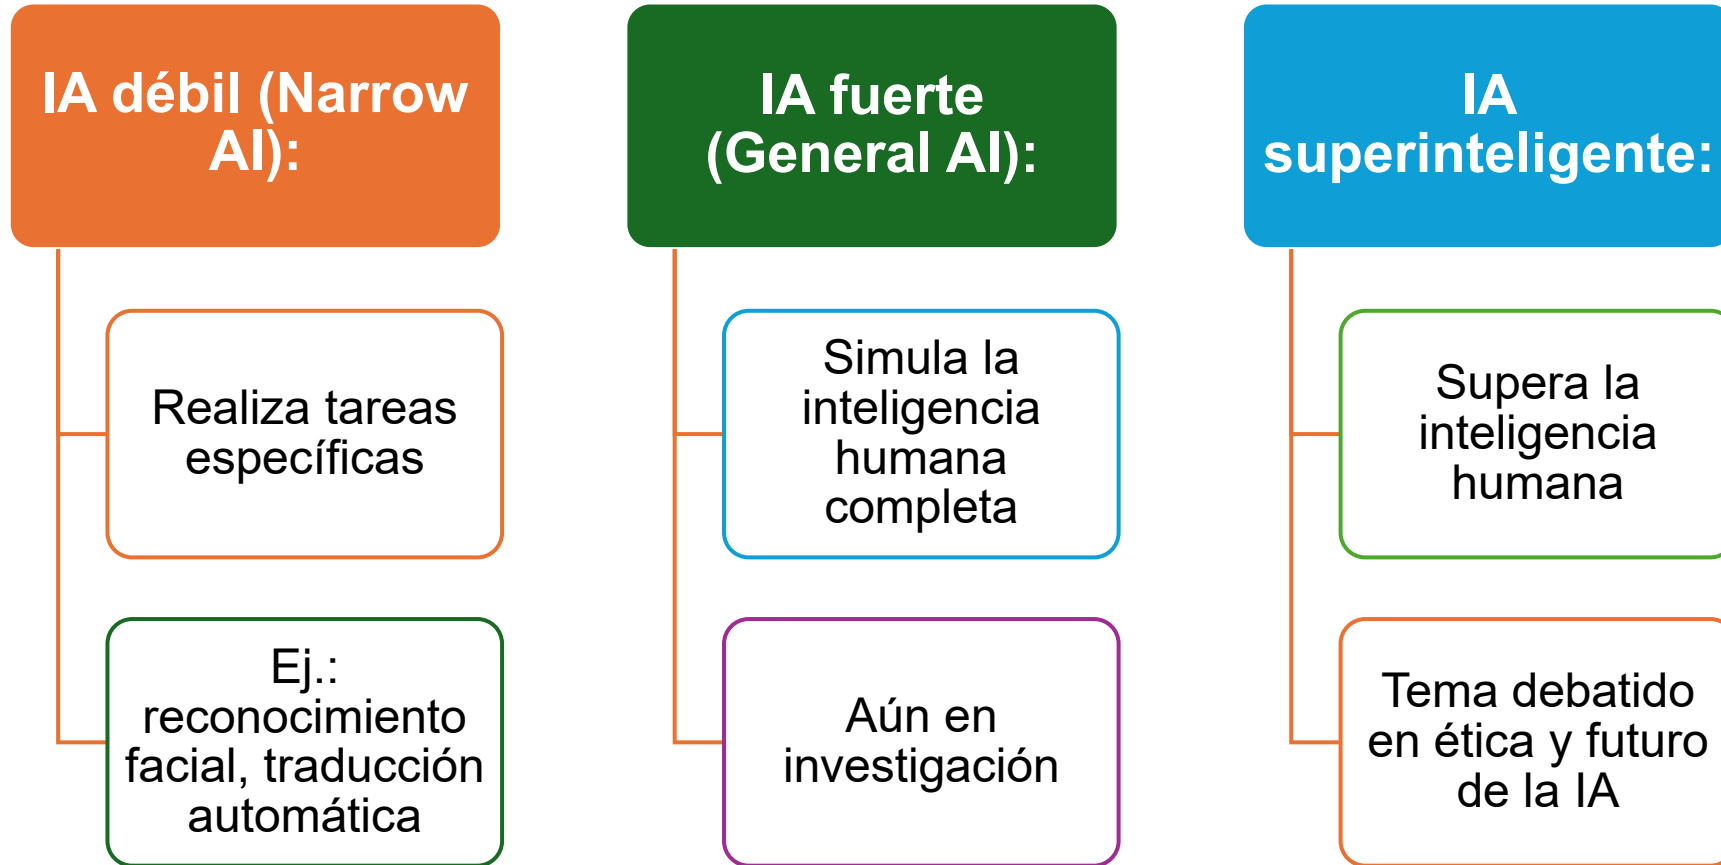 IA débil (Narrow
AI):
Realiza tareas
específicas
Ej.:
reconocimiento
facial, traducción
automática
IA fuerte
(General AI):
Simula la
inteligencia
humana
completa
Aún en
investigación
IA
superinteligente:
Supera la
inteligencia
humana
Tema debatido
en ética y futuro
de la IA